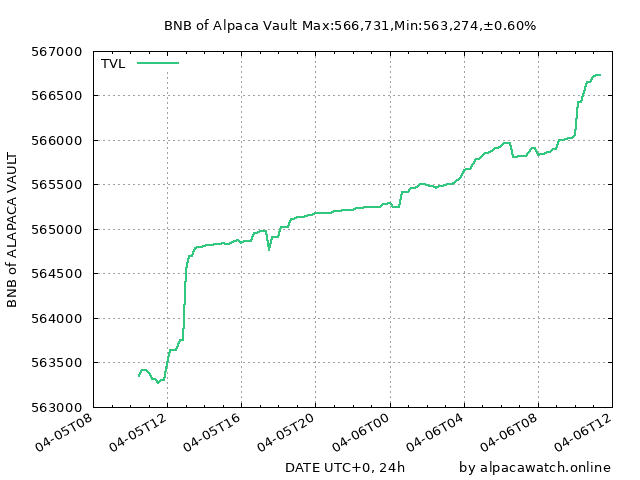 BNB of Alpaca Vault Max:566,731,Min:563,274,±0.60%
567000
TVL
566500
566000
565500
565000
564500
564000
563500
563000
BNB of ALAPACA VAULT
04-05T08
04-05T12
04-05T16
04-05T20
04-06T00
04-06T04
04-06T08
04-06T12
DATE UTC+0, 24h
by alpacawatch.online